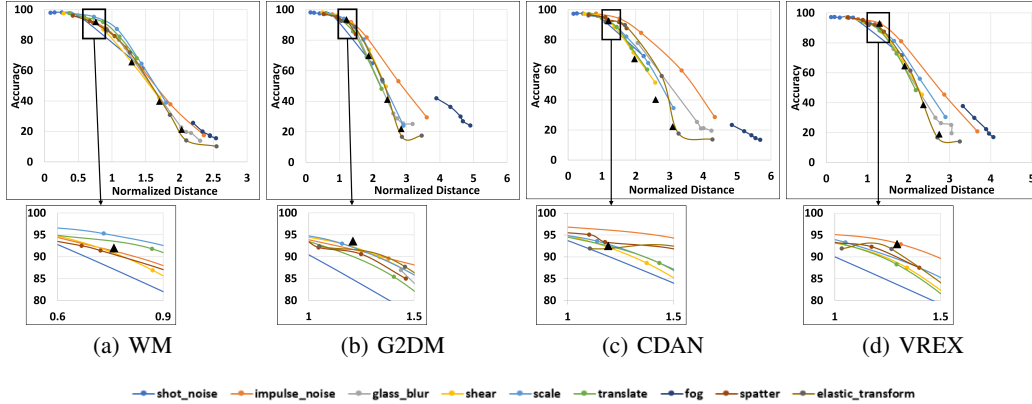 Accuracy
100
80
60
40
20
0
0 0.5 1 1.5 2 2.5 3
Normalized Distance
100
95
90
85
80
0.6 0.9
(a) WM
Accuracy
100
80
60
40
20
0
0 1 2 3 4 5 6
Normalized Distance
100
95
90
85
80
1 1.5
(b) G2DM
Accuracy
100
80
60
40
20
0
0 1 2 3 4 5 6
Normalized Distance
100
95
90
85
80
1 1.5
(c) CDAN
Accuracy
100
80
60
40
20
0
0 1 2 3 4 5
Normalized Distance
100
95
90
85
80
1 1.5
(d) VREX
shot_noise impulse_noise glass_blur shear scale translate fog spatter elastic_transform